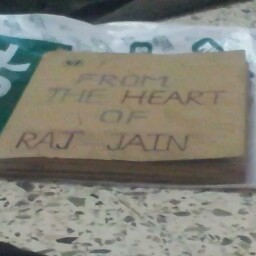 FROM
THE HEART
OF
RAJ JAIN